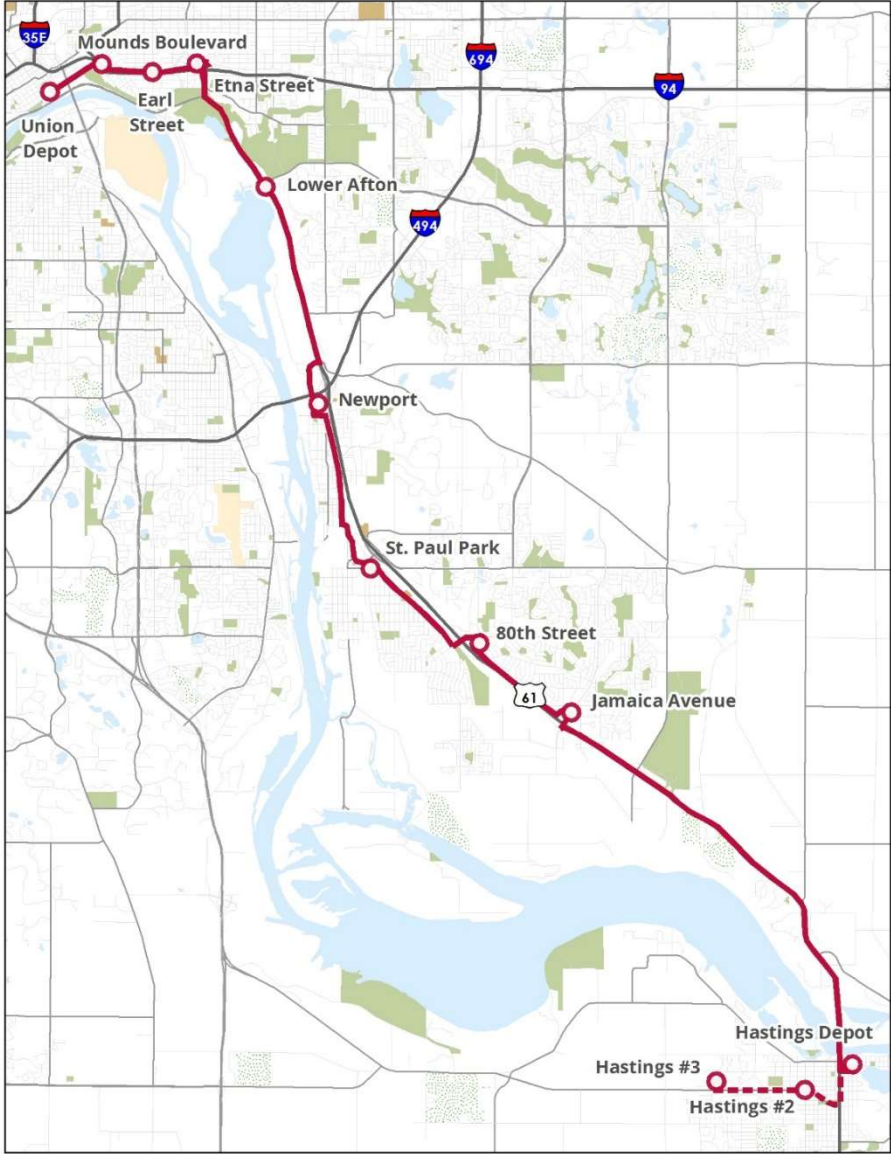 35E
Mounds Boulevard
694
94
Etna Street
Earl
Street
Union
Depot
Lower Afton
494
Newport
St. Paul Park
80th Street
61
Jamaica Avenue
Hastings Depot
Hastings #3
Hastings #2